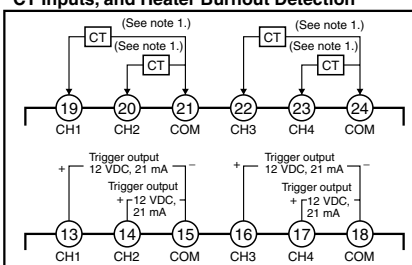 CT Inputs, and Heater Burnout Detection
(See note 1.)
(See note 1.)
CT
CT
(See note 1.)
(See note 1.)
CT
CT
19 20 21 22 23 24
CH1 CH2 COM CH3 CH4 COM
Trigger output
12 VDC, 21 mA
+ −
Trigger output
12 VDC,
21 mA
+ −
Trigger output
12 VDC, 21 mA
+ −
Trigger output
12 VDC,
21 mA
+
13 14 15 16 17 18
CH1 CH2 COM CH3 CH4 COM